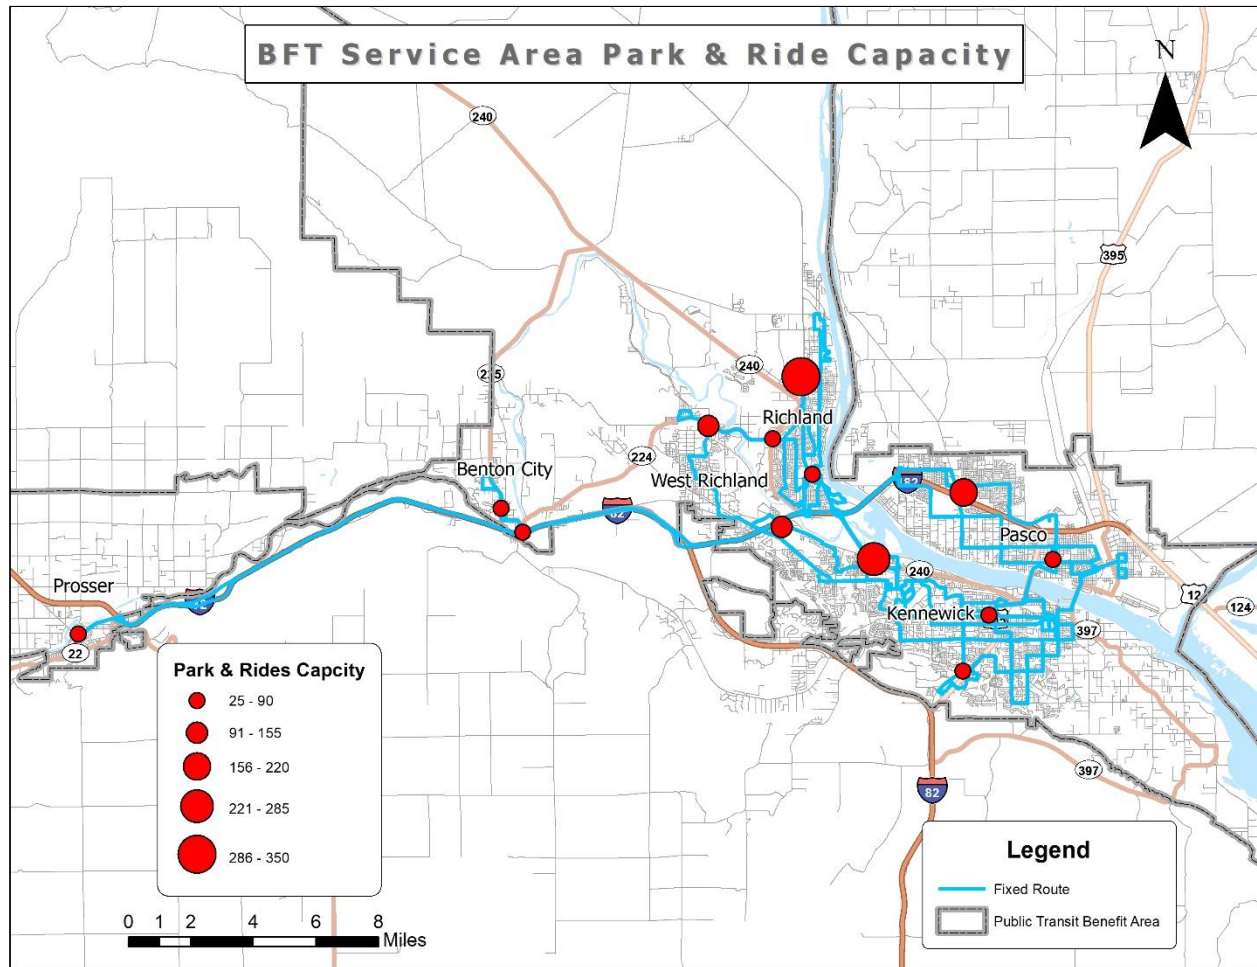 BFT Service Area Park & Ride Capacity
N
240
395
240
225
Richland
Benton City
224
West Richland
82
82
Pasco
Prosser
82
240
12
124
Kennewick
397
22
Park & Rides Capcity
25 - 90
91 - 155
156 - 220
221 - 285
286 - 350
397
82
Legend
Fixed Route
Public Transit Benefit Area
0 1 2 4 6 8
Miles